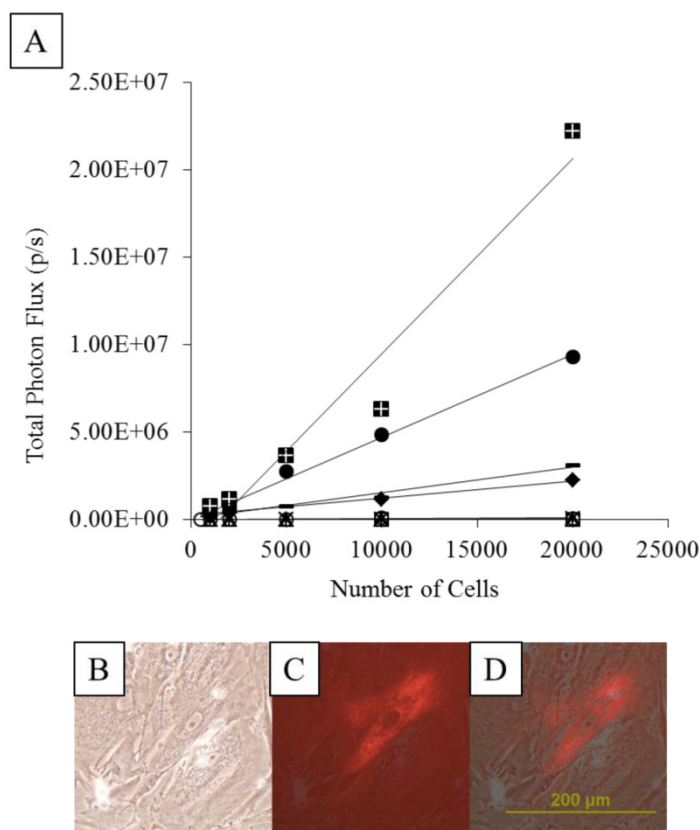 A
2.50E+07
2.00E+07
1.50E+07
1.00E+07
5.00E+06
0.00E+00
0 5000 10000 15000 20000 25000
Total Photon Flux (p/s)
Number of Cells
B C D
200 µm